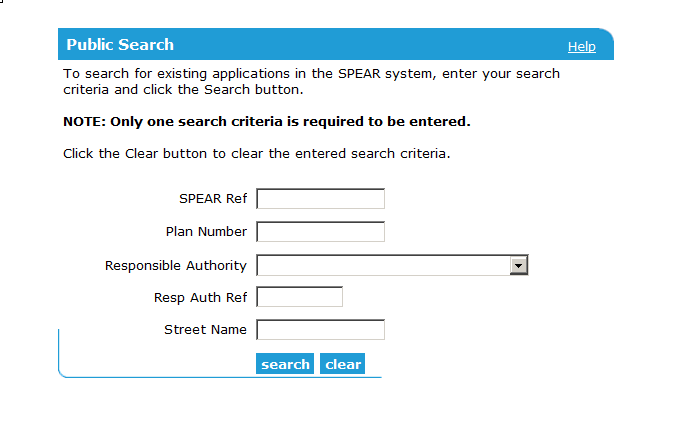 Public Search
Help
To search for existing applications in the SPEAR system, enter your search
criteria and click the Search button.
NOTE: Only one search criteria is required to be entered.
Click the Clear button to clear the entered search criteria.
SPEAR Ref
Plan Number
Responsible Authority
Resp Auth Ref
Street Name
search clear